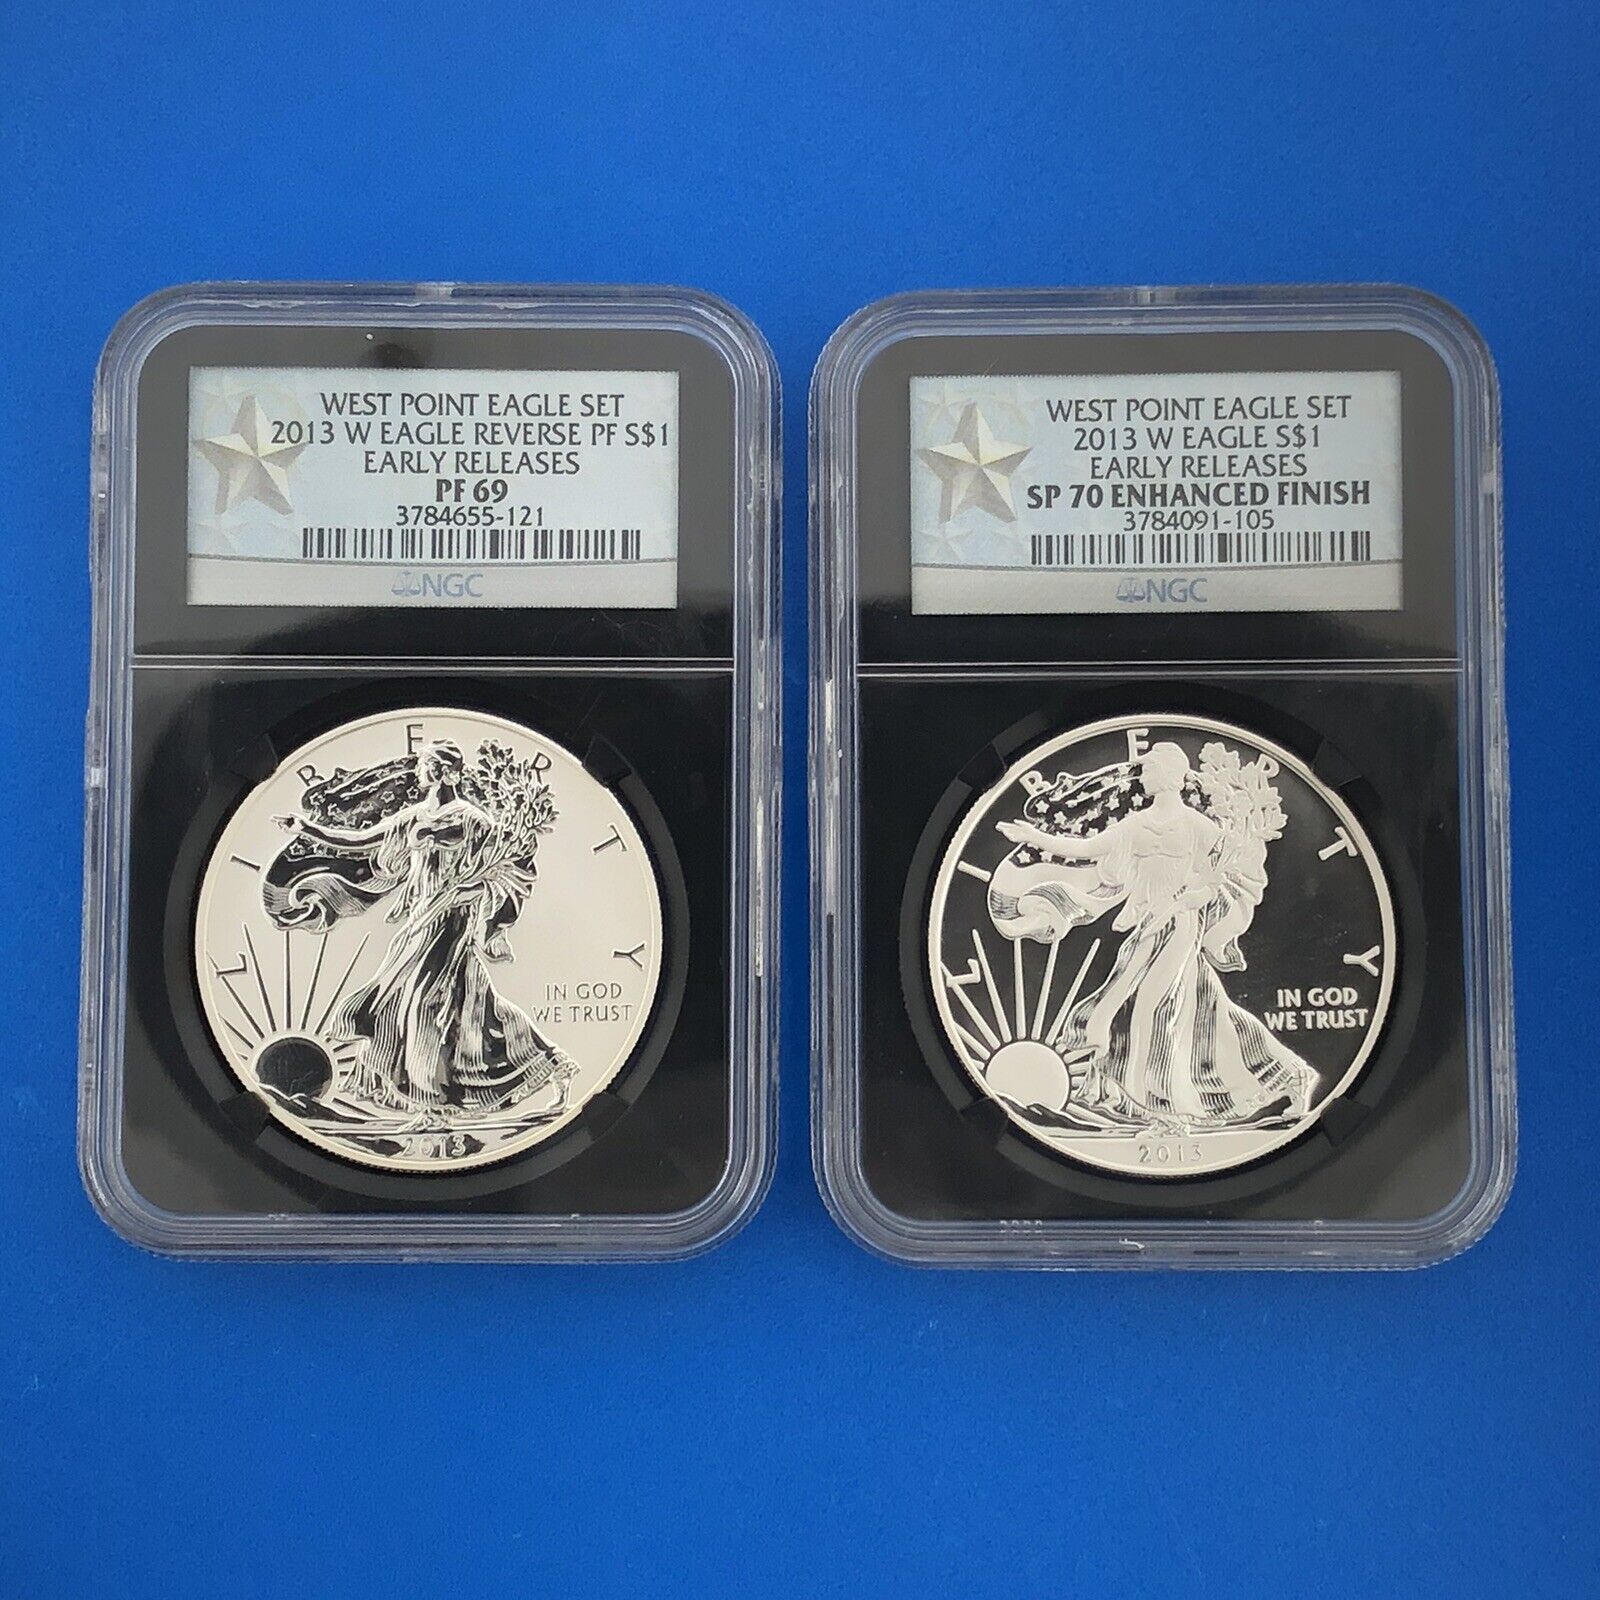 WEST POINT EAGLE SET
2013 W EAGLE REVERSE PF S$1
EARLY RELEASES
PF 69
3784655-121
NGC
LIBERTY
IN GOD
WE TRUST
2013
WEST POINT EAGLE SET
2013 W EAGLE S$1
EARLY RELEASES
SP 70 ENHANCED FINISH
3784091-105
NGC
LIBERTY
IN GOD
WE TRUST
2013